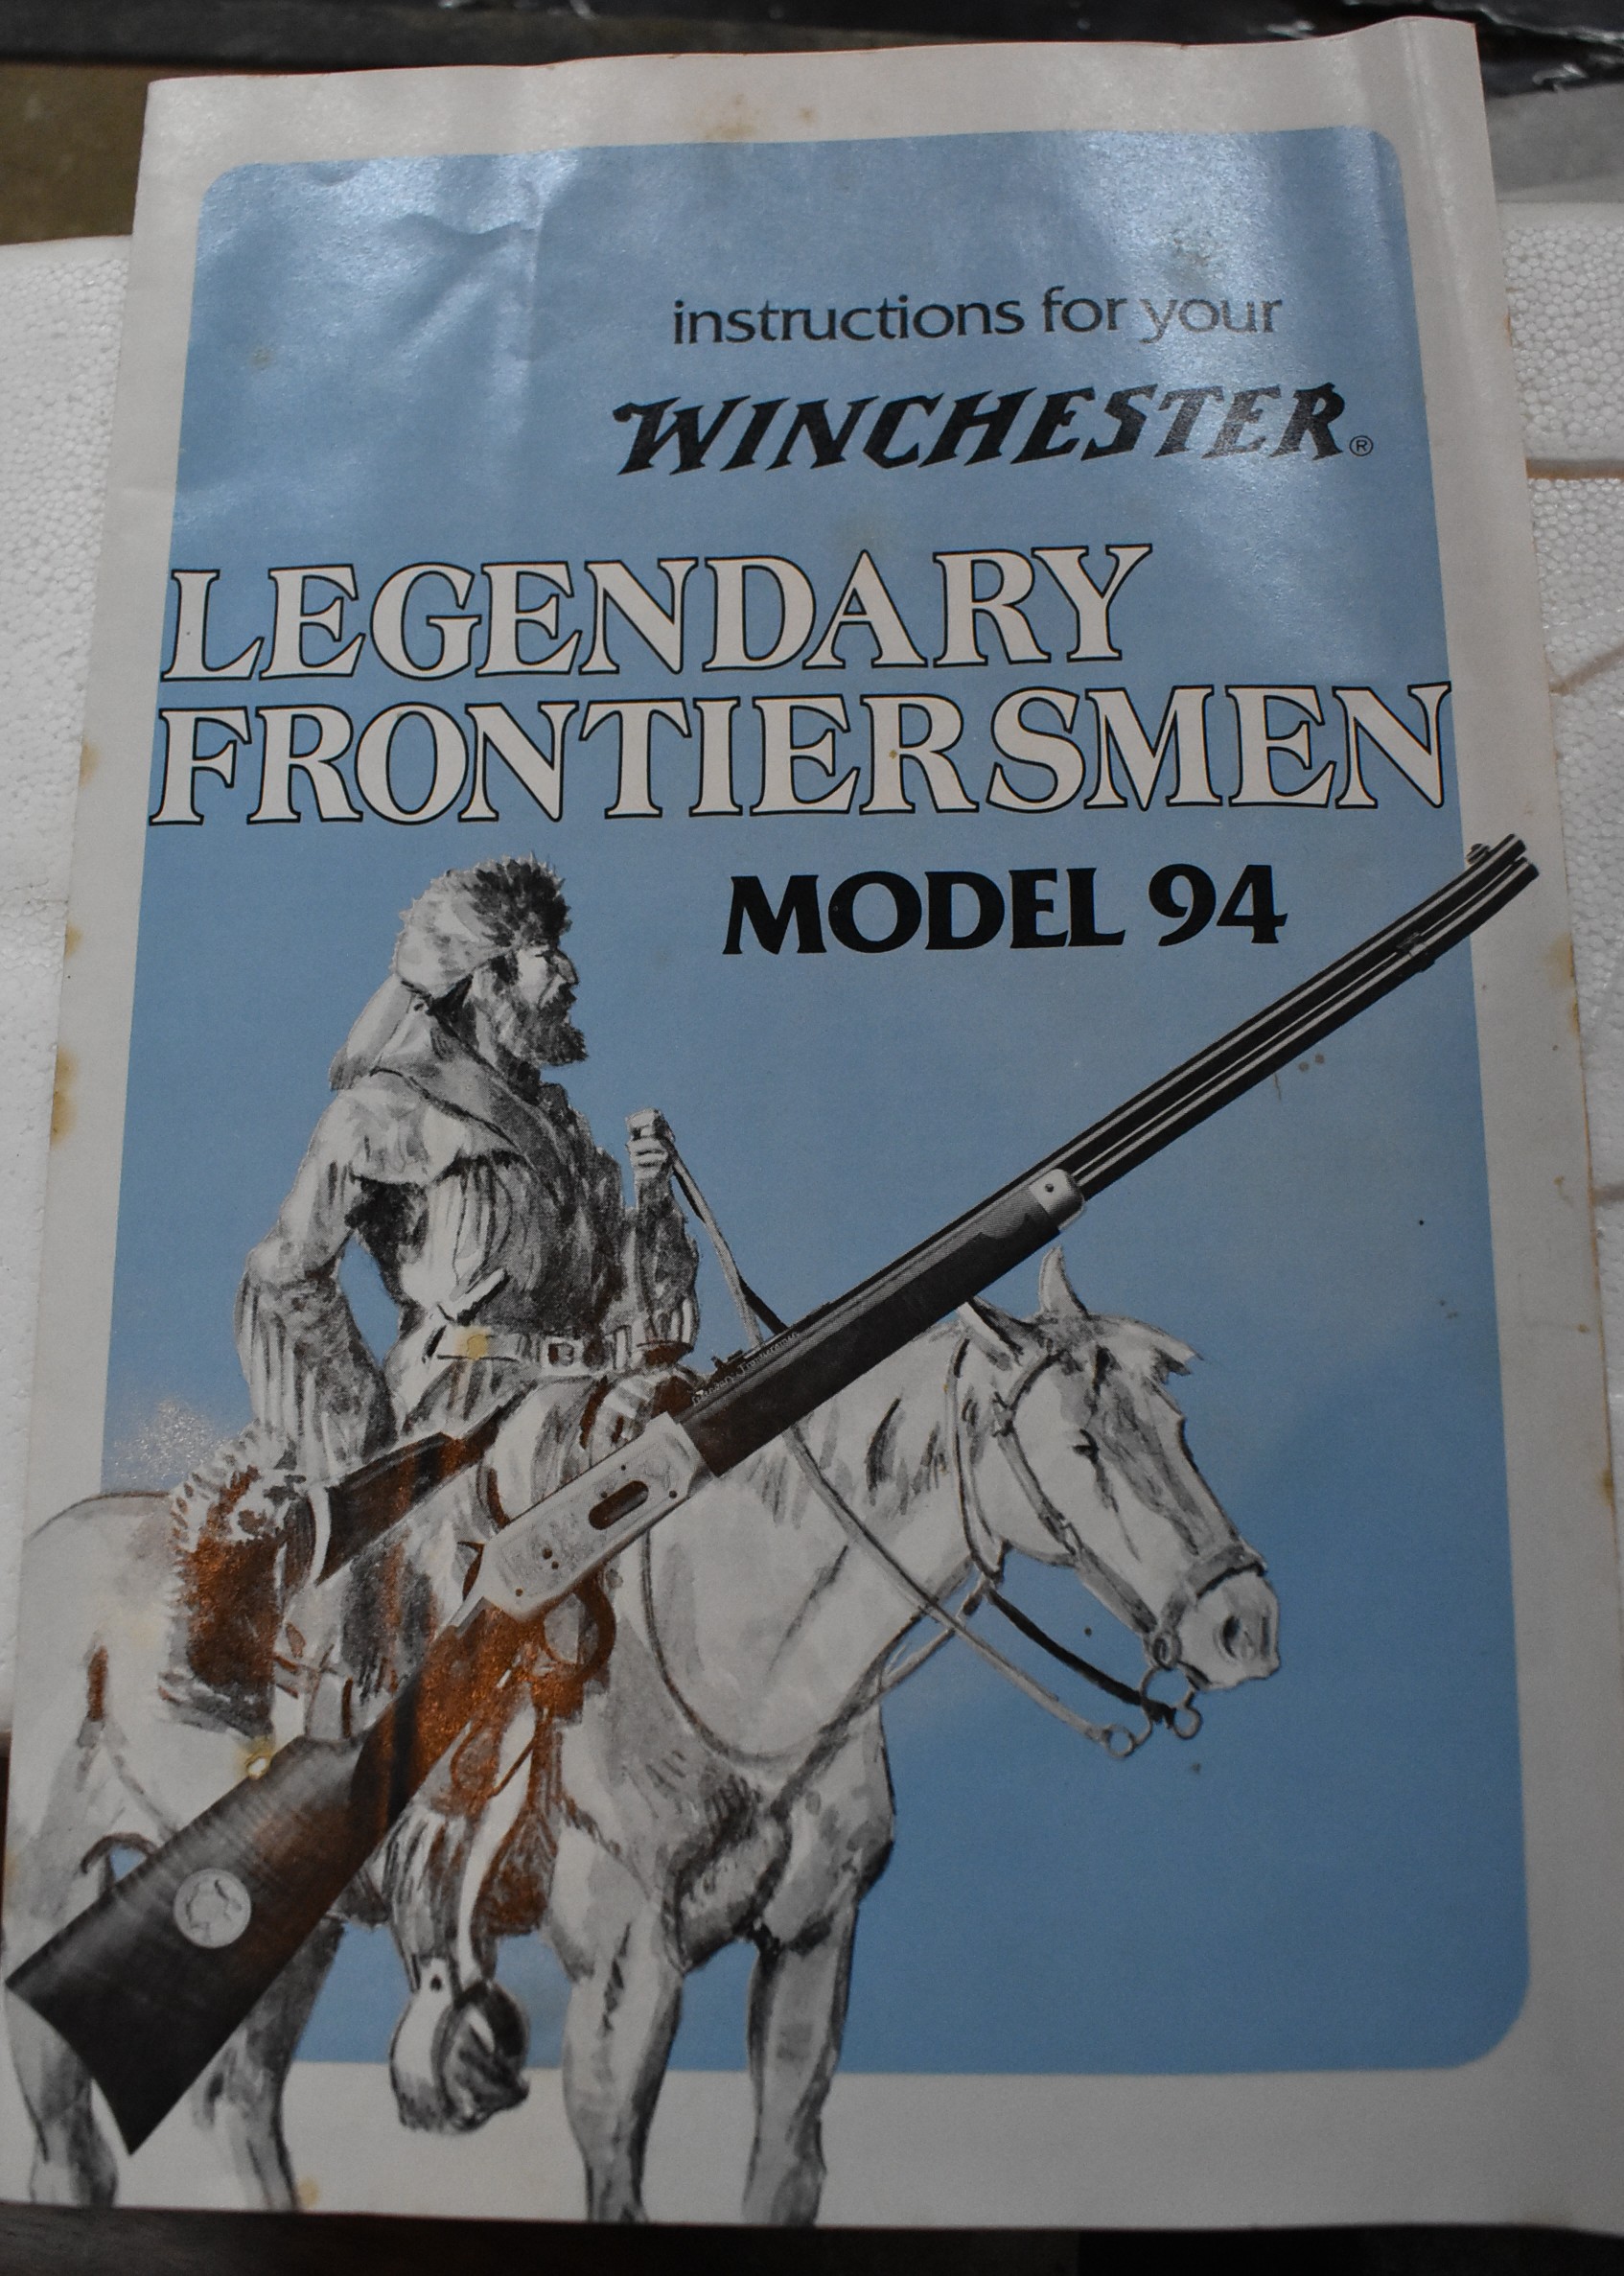 instructions for your
WINCHESTER®
LEGENDARY
FRONTIERSMEN
MODEL 94